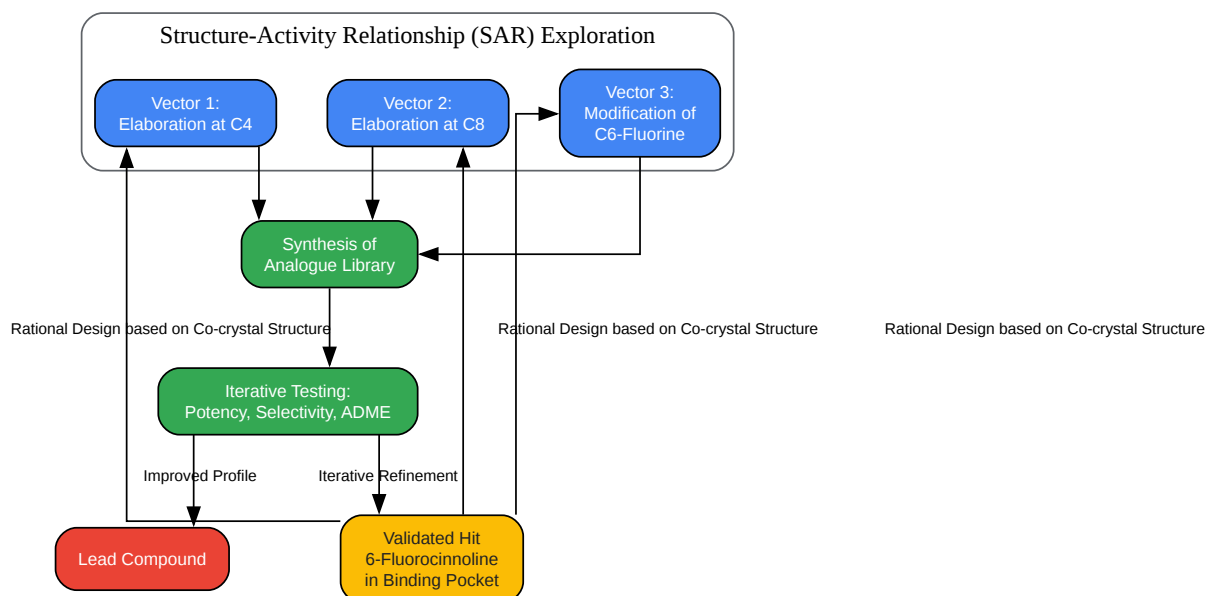 Structure-Activity Relationship (SAR) Exploration
Vector 1:
Elaboration at C4
Vector 2:
Elaboration at C8
Vector 3:
Modification of
C6-Fluorine
Synthesis of
Analogue Library
Rational Design based on Co-crystal Structure
Rational Design based on Co-crystal Structure
Rational Design based on Co-crystal Structure
Iterative Testing:
Potency, Selectivity, ADME
Improved Profile
Iterative Refinement
Lead Compound
Validated Hit
6-Fluorocinnoline
in Binding Pocket